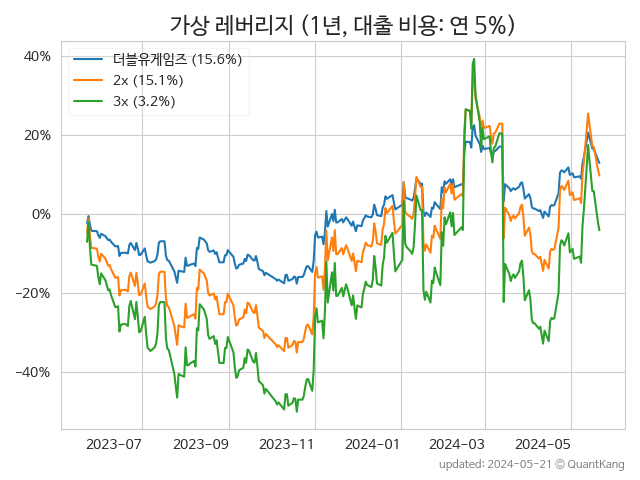 가상 레버리지 (1년, 대출 비용: 연 5%)
더블유게임즈 (15.6%)
2x (15.1%)
3x (3.2%)
40%
20%
0%
−20%
−40%
2023−07
2023−09
2023−11
2024−01
2024−03
2024−05
updated: 2024-05-21 © QuantKang